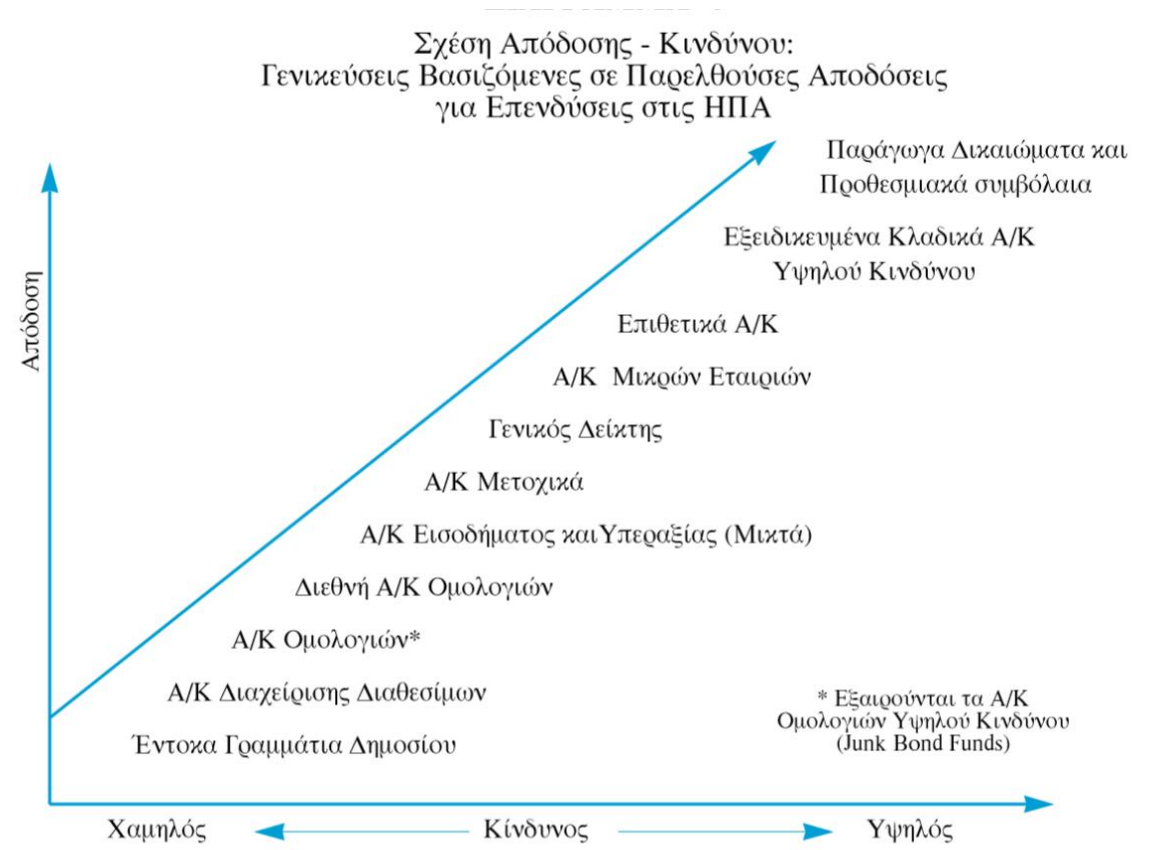 Σχέση Απόδοσης - Κινδύνου:
Γενικεύσεις Βασιζόμενες σε Παρελθούσες Αποδόσεις
για Επενδύσεις στις ΗΠΑ
Παράγωγα Δικαιώματα και
Προθεσμιακά συμβόλαια
Εξειδικευμένα Κλαδικά Α/Κ
Υψηλού Κινδύνου
Απόδοση
Επιθετικά Α/Κ
Α/Κ Μικρών Εταιριών
Γενικός Δείκτης
Α/Κ Μετοχικά
Α/Κ Εισοδήματος καιΥπεραξίας (Μικτά)
Διεθνή Α/Κ Ομολογιών
Α/Κ Ομολογιών*
Α/Κ Διαχείρισης Διαθεσίμων
Έντοκα Γραμμάτια Δημοσίου
* Εξαιρούνται τα Α/Κ
Ομολογιών Υψηλού Κινδύνου
(Junk Bond Funds)
Χαμηλός Κίνδυνος Υψηλός